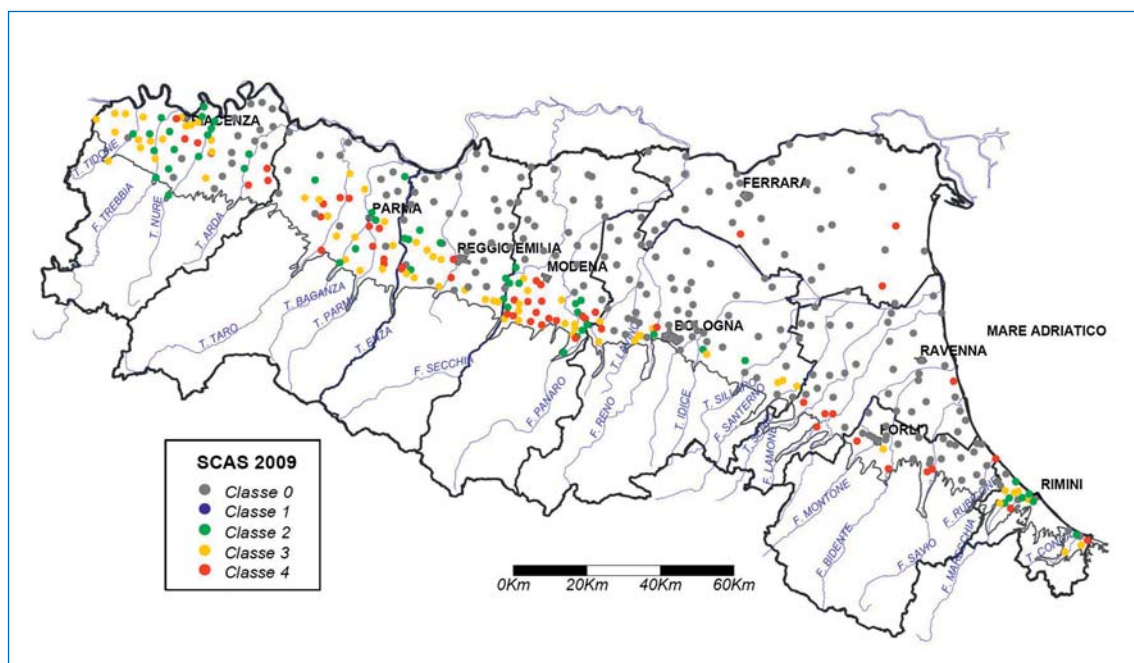 PIACENZA
T. TIDONE
F. TREBBIA
T. NURE
T. ARDA
FERRARA
PARMA
REGGIO EMILIA
MODENA
BOLOGNA
MARE ADRIATICO
RAVENNA
T. BAGANZA
T. PARMA
T. TARO
T. ENZA
F. SECCHIA
F. PANARO
F. RENO
T. LAVINO
T. IDICE
T. SILLARO
F. SANTERNO
F. LAMONE
FORLI'
F. MONTONE
F. BIDENTE
F. SAVIO
F. RUBICONE
F. MARECCHIA
RIMINI
T. CONCA
SCAS 2009
Classe 0
Classe 1
Classe 2
Classe 3
Classe 4
0Km 20Km 40Km 60Km